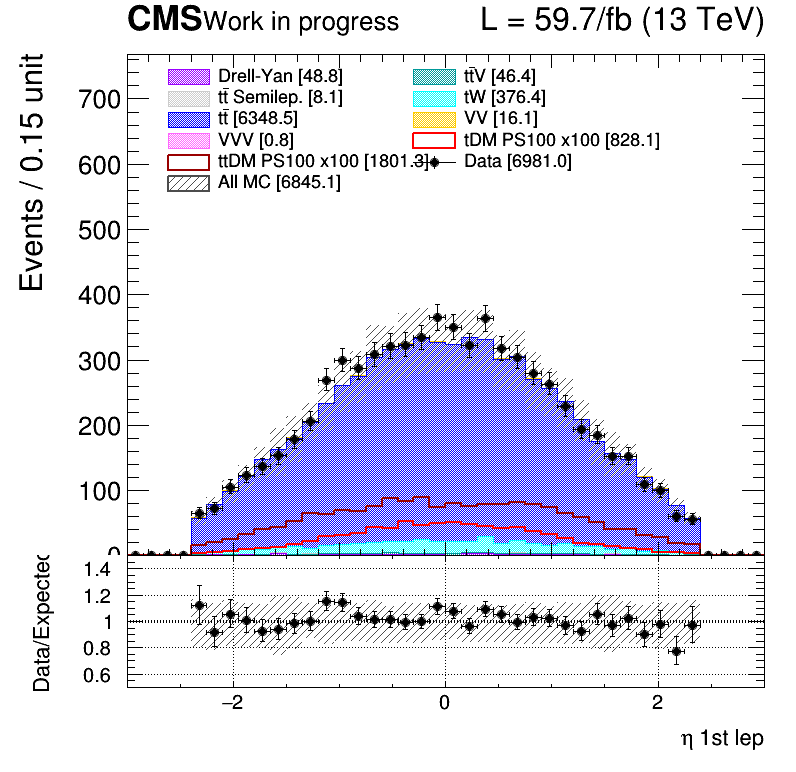 CMS Work in progress L = 59.7/fb (13 TeV)
Drell-Yan [48.8] tt̄V [46.4]
tt̄ Semilep. [8.1] tW [376.4]
tt̄ [6348.5] VV [16.1]
VVV [0.8] tDM PS100 x100 [828.1]
ttDM PS100 x100 [1801.3] Data [6981.0]
All MC [6845.1]
Events / 0.15 unit
700
600
500
400
300
200
100
0
Data/Expected
1.4
1.2
1
0.8
0.6
−2 0 2
η 1st lep